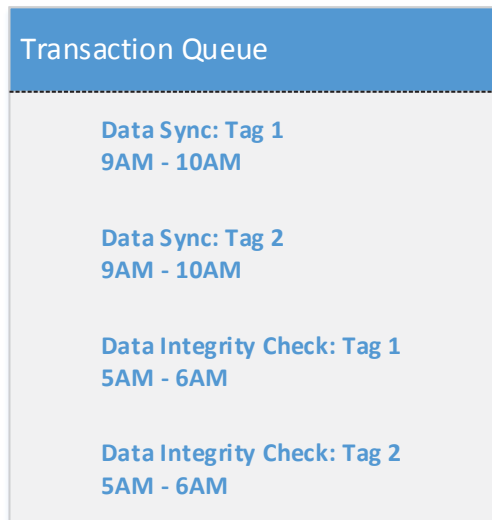 Transaction Queue
Data Sync: Tag 1
9AM - 10AM
Data Sync: Tag 2
9AM - 10AM
Data Integrity Check: Tag 1
5AM - 6AM
Data Integrity Check: Tag 2
5AM - 6AM